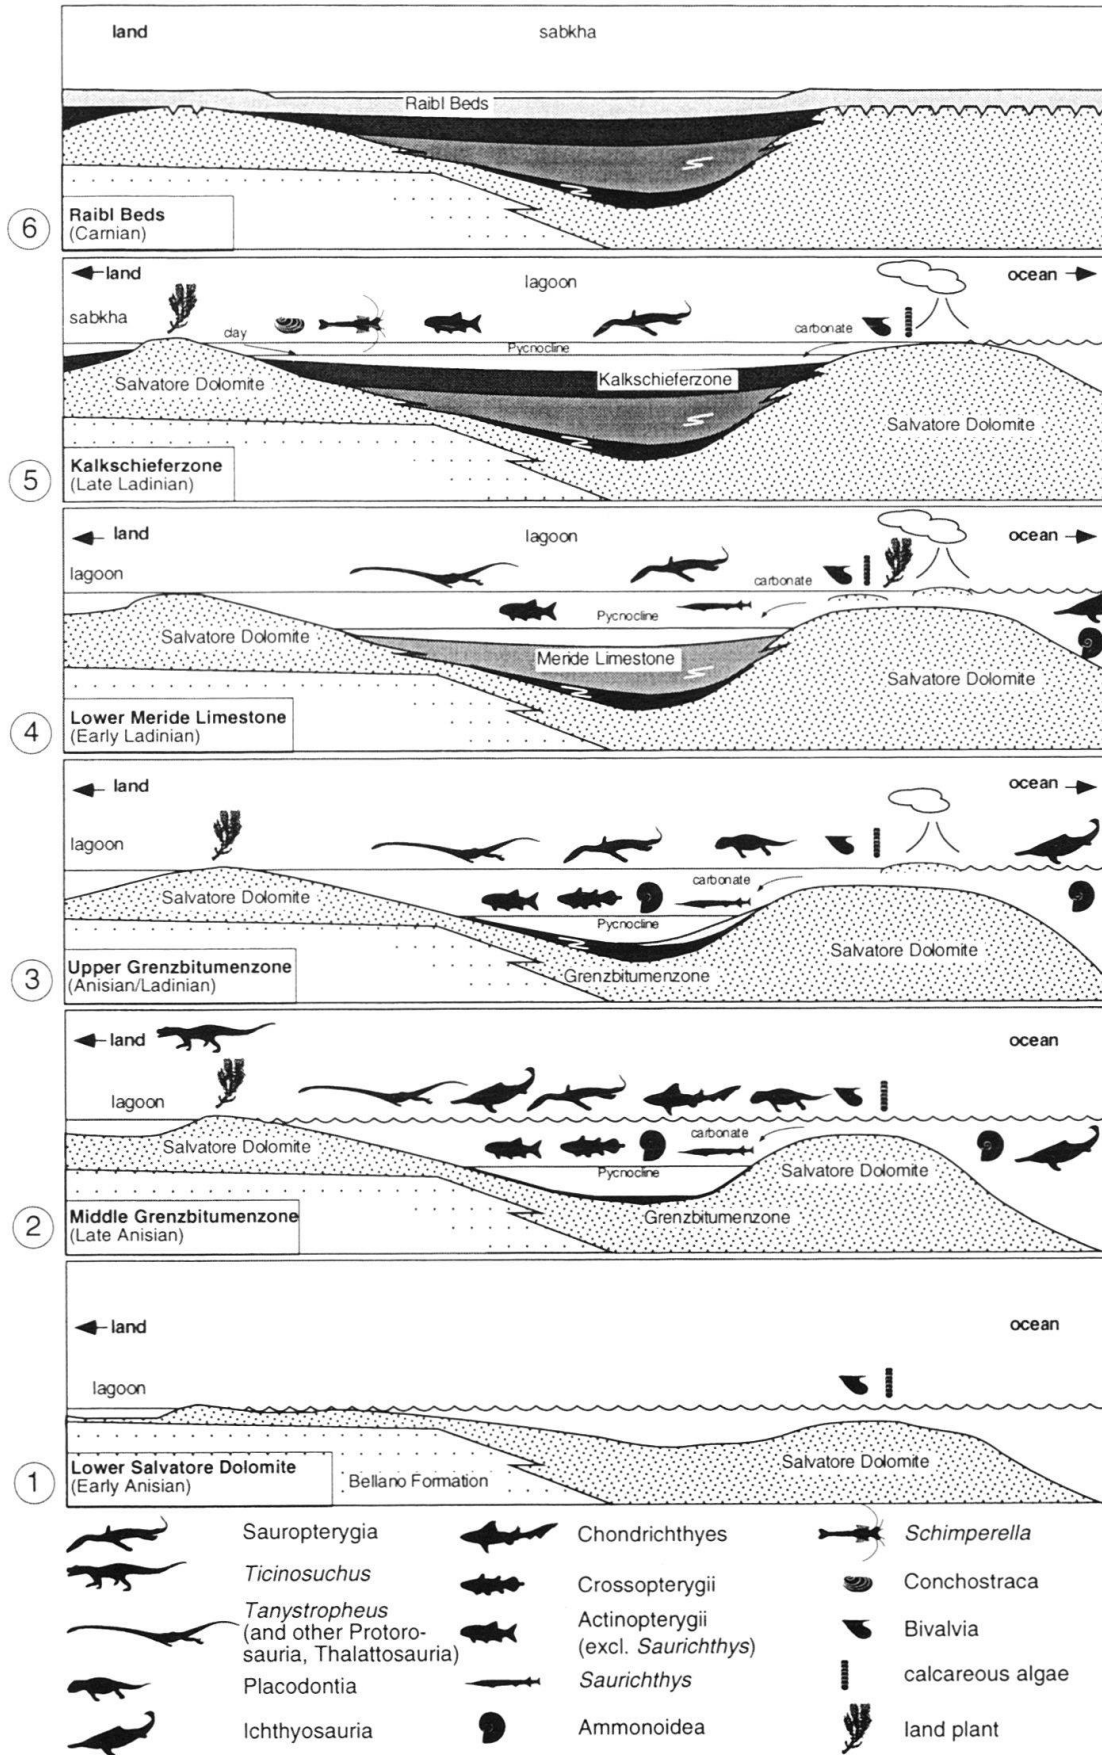 land
sabkha
Raibl Beds
6
Raibl Beds
(Carnian)
land
lagoon
ocean
sabkha
clay
carbonate
Pycnocline
Kalkschieferzone
Salvatore Dolomite
Salvatore Dolomite
5
Kalkschieferzone
(Late Ladinian)
land
lagoon
ocean
lagoon
carbonate
Pycnocline
Salvatore Dolomite
Meride Limestone
Salvatore Dolomite
4
Lower Meride Limestone
(Early Ladinian)
land
ocean
lagoon
carbonate
Salvatore Dolomite
Pycnocline
Salvatore Dolomite
Grenzbitumenzone
3
Upper Grenzbitumenzone
(Anisian/Ladinian)
land
ocean
lagoon
carbonate
Salvatore Dolomite
Pycnocline
Salvatore Dolomite
Grenzbitumenzone
2
Middle Grenzbitumenzone
(Late Anisian)
land
ocean
lagoon
Salvatore Dolomite
1
Lower Salvatore Dolomite
(Early Anisian)
Bellano Formation
Sauropterygia
Ticinosuchus
Tanystropheus
(and other Protoro-
sauria, Thalattosauria)
Placodontia
Ichthyosauria
Chondrichthyes
Crossopterygii
Actinopterygii
(excl. Saurichthys)
Saurichthys
Ammonoidea
Schimperella
Conchostraca
Bivalvia
calcareous algae
land plant